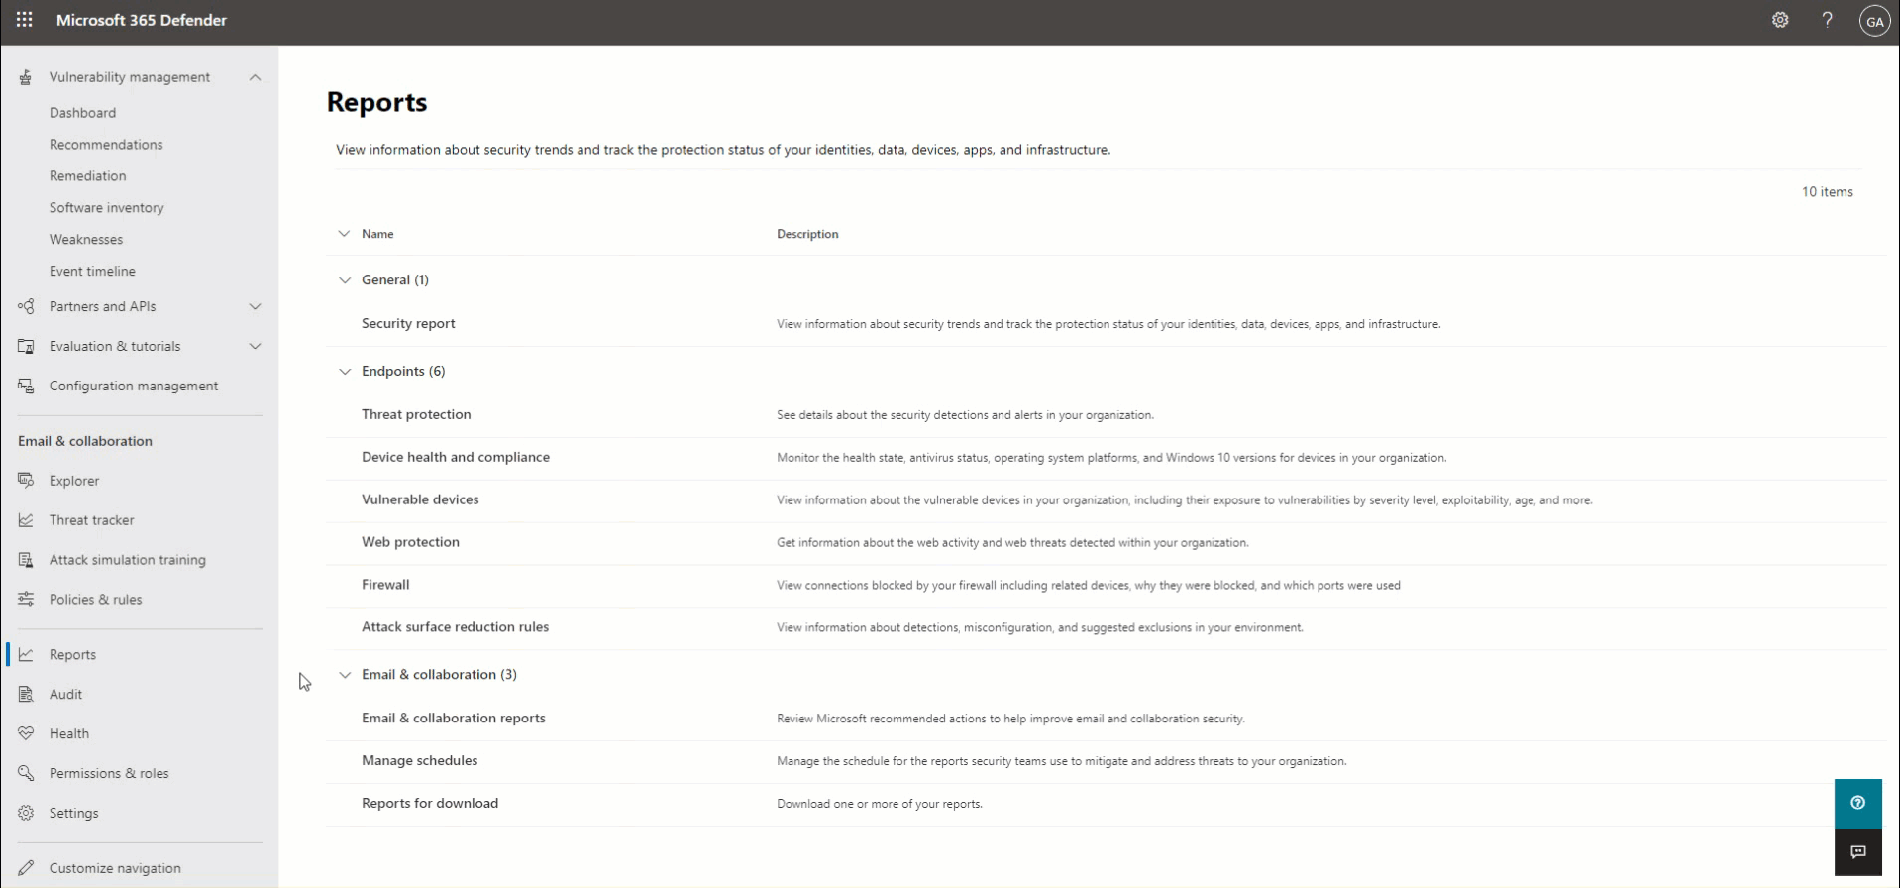 Microsoft 365 Defender
?
GA
Vulnerability management
Dashboard
Recommendations
Remediation
Software inventory
Weaknesses
Event timeline
Partners and APIs
Evaluation & tutorials
Configuration management
Email & collaboration
Explorer
Threat tracker
Attack simulation training
Policies & rules
Reports
Audit
Health
Permissions & roles
Settings
Customize navigation
Reports
View information about security trends and track the protection status of your identities, data, devices, apps, and infrastructure.
10 items
Name Description
General (1)
Security report View information about security trends and track the protection status of your identities, data, devices, apps, and infrastructure.
Endpoints (6)
Threat protection See details about the security detections and alerts in your organization.
Device health and compliance Monitor the health state, antivirus status, operating system platforms, and Windows 10 versions for devices in your organization.
Vulnerable devices View information about the vulnerable devices in your organization, including their exposure to vulnerabilities by severity level, exploitability, age, and more.
Web protection Get information about the web activity and web threats detected within your organization.
Firewall View connections blocked by your firewall including related devices, why they were blocked, and which ports were used
Attack surface reduction rules View information about detections, misconfiguration, and suggested exclusions in your environment.
Email & collaboration (3)
Email & collaboration reports Review Microsoft recommended actions to help improve email and collaboration security.
Manage schedules Manage the schedule for the reports security teams use to mitigate and address threats to your organization.
Reports for download Download one or more of your reports.